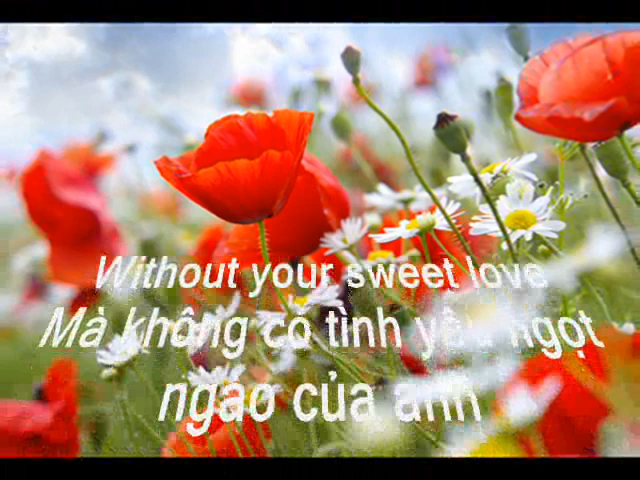 Without your sweet love
Mà không có tình yêu ngọt
ngào của anh